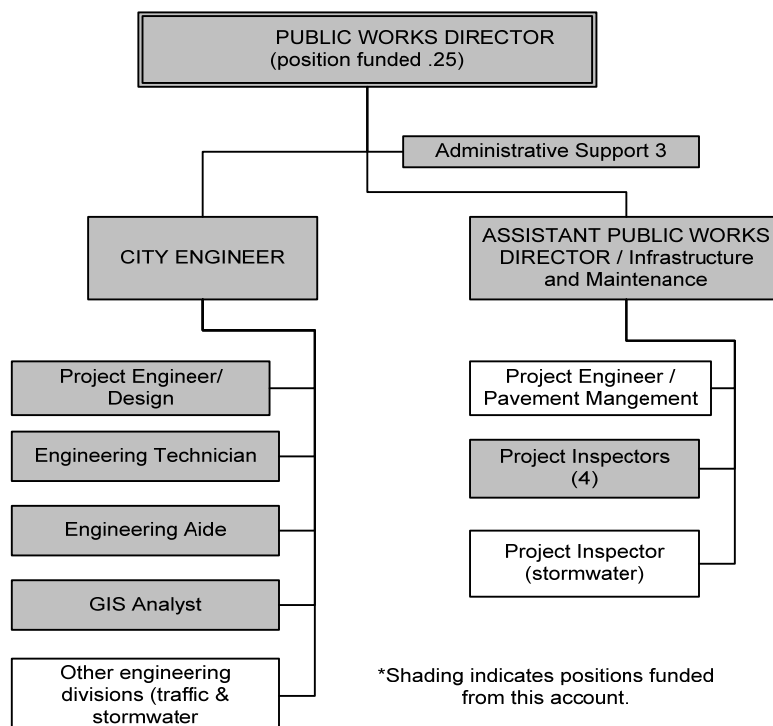 PUBLIC WORKS DIRECTOR
(position funded .25)
Administrative Support 3
CITY ENGINEER
ASSISTANT PUBLIC WORKS
DIRECTOR / Infrastructure
and Maintenance
Project Engineer/
Design
Engineering Technician
Engineering Aide
GIS Analyst
Other engineering
divisions (traffic &
stormwater
Project Engineer /
Pavement Mangement
Project Inspectors
(4)
Project Inspector
(stormwater)
*Shading indicates positions funded
from this account.